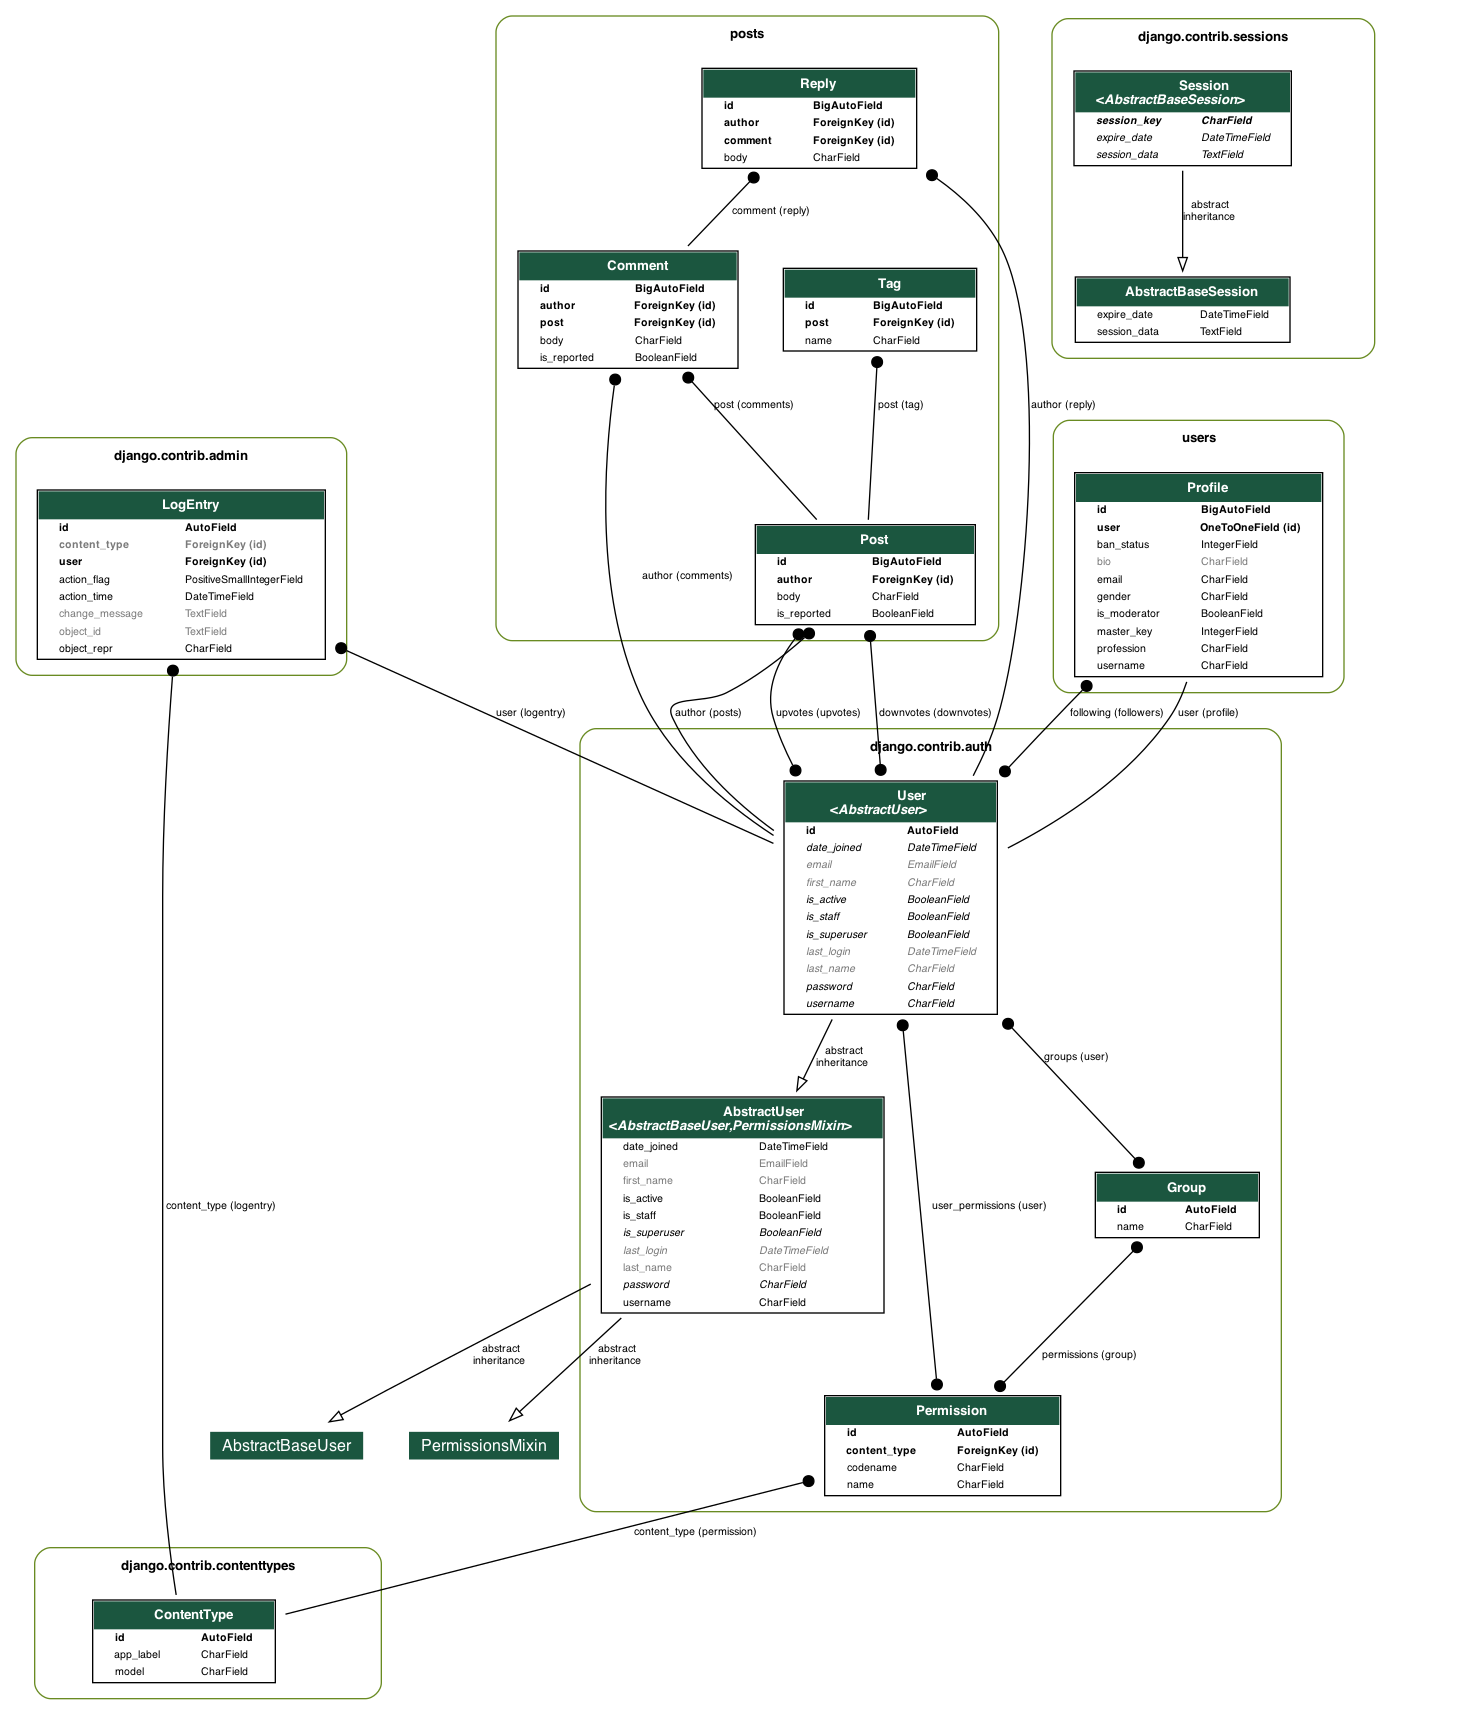 posts
Reply
id BigAutoField
author ForeignKey (id)
comment ForeignKey (id)
body CharField
comment (reply)
Comment
id BigAutoField
author ForeignKey (id)
post ForeignKey (id)
body CharField
is_reported BooleanField
Tag
id BigAutoField
post ForeignKey (id)
name CharField
post (comments)
post (tag)
author (reply)
author (comments)
Post
id BigAutoField
author ForeignKey (id)
body CharField
is_reported BooleanField
django.contrib.sessions
Session
<AbstractBaseSession>
session_key CharField
expire_date DateTimeField
session_data TextField
abstract
inheritance
AbstractBaseSession
expire_date DateTimeField
session_data TextField
django.contrib.admin
LogEntry
id AutoField
content_type ForeignKey (id)
user ForeignKey (id)
action_flag PositiveSmallIntegerField
action_time DateTimeField
change_message TextField
object_id TextField
object_repr CharField
users
Profile
id BigAutoField
user OneToOneField (id)
ban_status IntegerField
bio CharField
email CharField
gender CharField
is_moderator BooleanField
master_key IntegerField
profession CharField
username CharField
user (logentry)
author (posts)
upvotes (upvotes)
downvotes (downvotes)
following (followers)
user (profile)
django.contrib.auth
User
<AbstractUser>
id AutoField
date_joined DateTimeField
email EmailField
first_name CharField
is_active BooleanField
is_staff BooleanField
is_superuser BooleanField
last_login DateTimeField
last_name CharField
password CharField
username CharField
abstract
inheritance
groups (user)
AbstractUser
<AbstractBaseUser,PermissionsMixin>
date_joined DateTimeField
email EmailField
first_name CharField
is_active BooleanField
is_staff BooleanField
is_superuser BooleanField
last_login DateTimeField
last_name CharField
password CharField
username CharField
content_type (logentry)
user_permissions (user)
Group
id AutoField
name CharField
abstract
inheritance
abstract
inheritance
permissions (group)
AbstractBaseUser
PermissionsMixin
Permission
id AutoField
content_type ForeignKey (id)
codename CharField
name CharField
content_type (permission)
django.contrib.contenttypes
ContentType
id AutoField
app_label CharField
model CharField